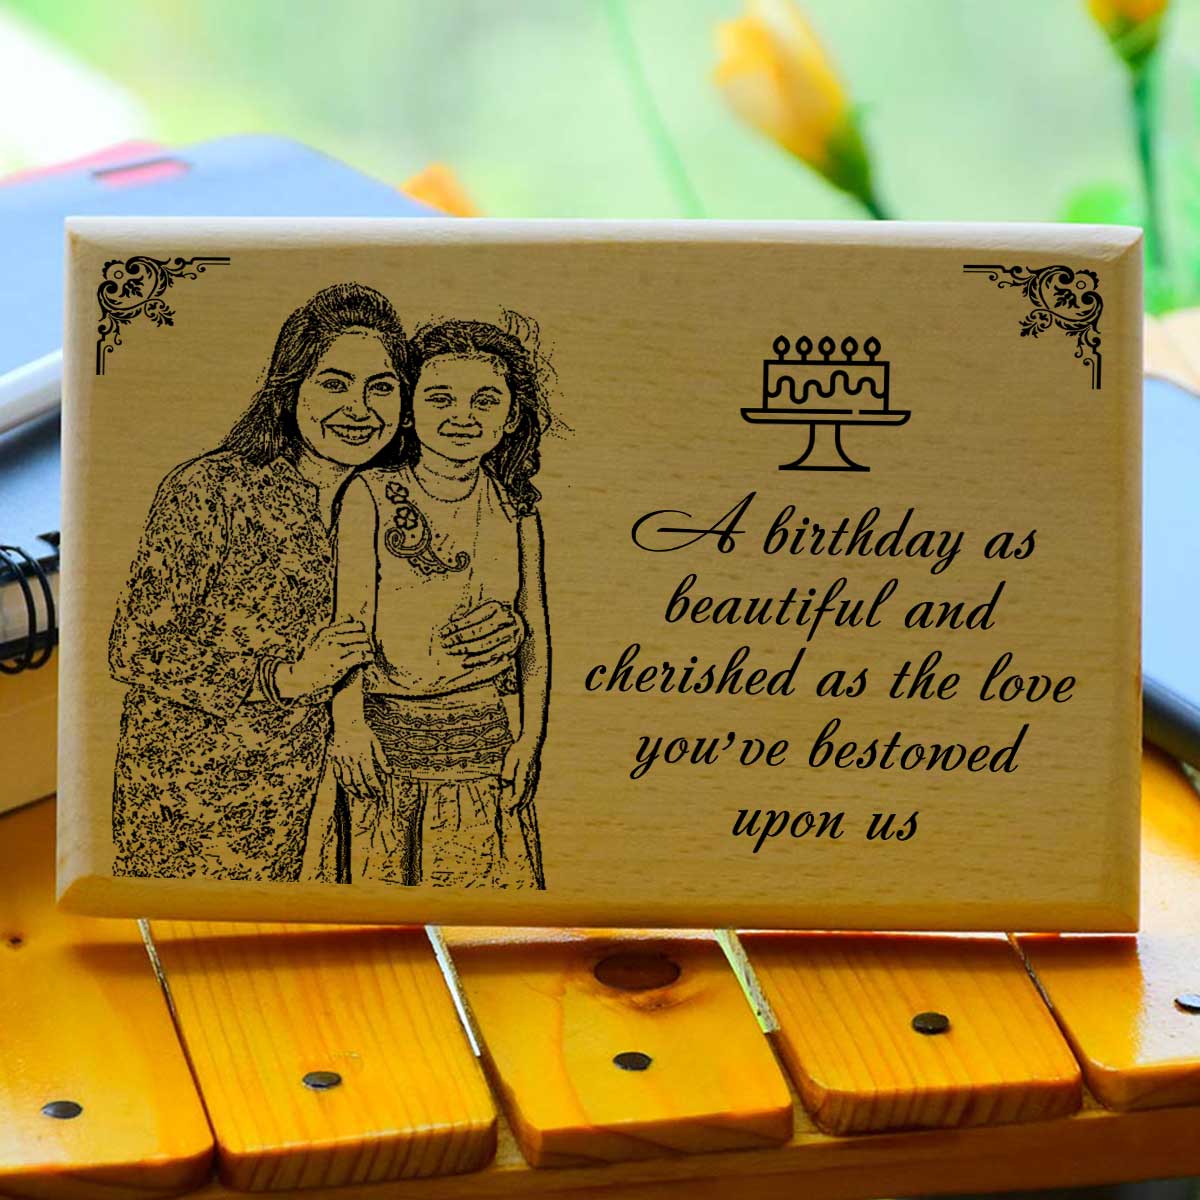 A birthday as
beautiful and
cherished as the love
you've bestowed
upon us